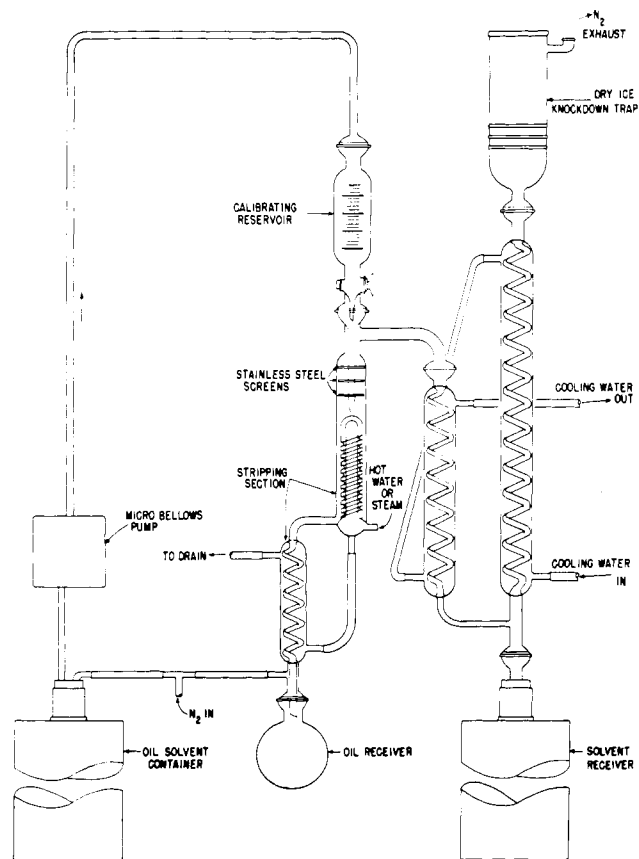 N2
EXHAUST
DRY ICE
KNOCKDOWN TRAP
CALIBRATING
RESERVOIR
STAINLESS STEEL
SCREENS
COOLING WATER
OUT
STRIPPING
SECTION
HOT
WATER
OR
STEAM
MICRO BELLOWS
PUMP
TO DRAIN
COOLING WATER
IN
N2 IN
OIL SOLVENT
CONTAINER
OIL RECEIVER
SOLVENT
RECEIVER